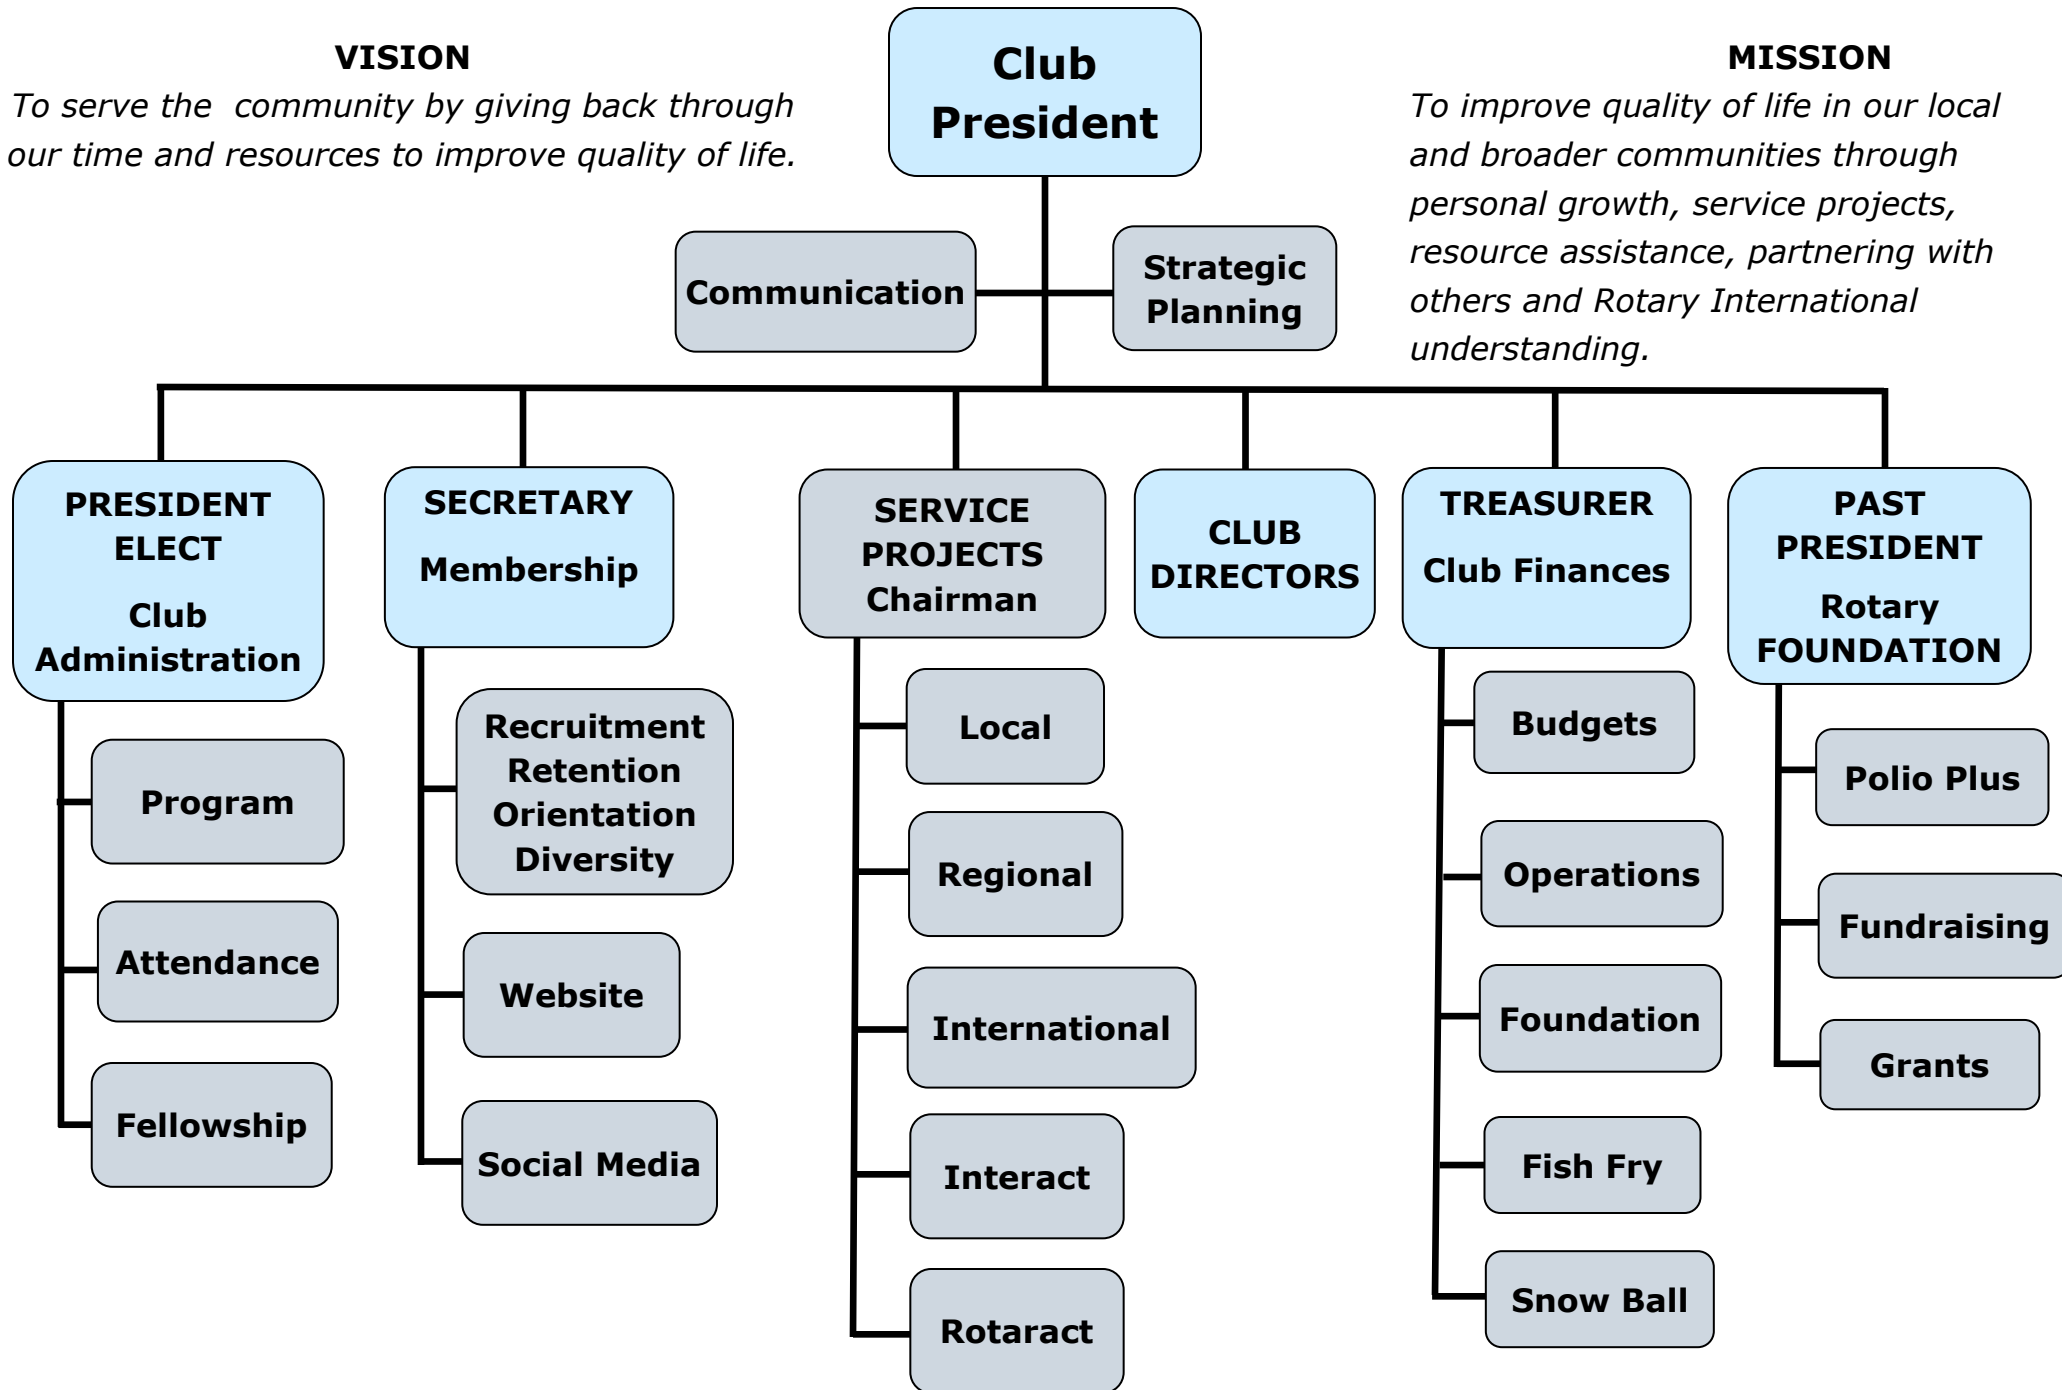 VISION
To serve the community by giving back through
our time and resources to improve quality of life.
Club
President
MISSION
To improve quality of life in our local
and broader communities through
personal growth, service projects,
resource assistance, partnering with
others and Rotary International
understanding.
Communication
Strategic
Planning
PRESIDENT
ELECT
Club
Administration
Program
Attendance
Fellowship
SECRETARY
Membership
Recruitment
Retention
Orientation
Diversity
Website
Social Media
SERVICE
PROJECTS
Chairman
Local
Regional
International
Interact
Rotaract
CLUB
DIRECTORS
TREASURER
Club Finances
Budgets
Operations
Foundation
Fish Fry
Snow Ball
PAST
PRESIDENT
Rotary
FOUNDATION
Polio Plus
Fundraising
Grants